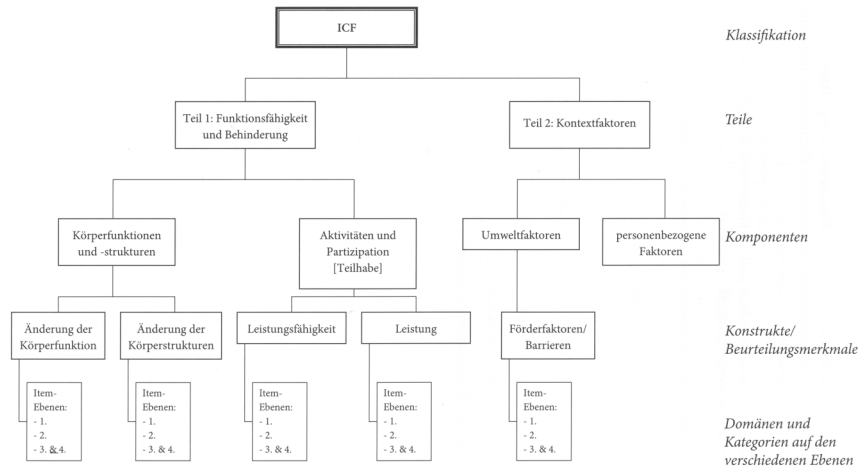 ICF
Klassifikation
Teil 1: Funktionsfähigkeit
und Behinderung
Teil 2: Kontextfaktoren
Teile
Körperfunktionen
und -strukturen
Aktivitäten und
Partizipation
[Teilhabe]
Umweltfaktoren
personenbezogene
Faktoren
Komponenten
Änderung der
Körperfunktion
Änderung der
Körperstrukturen
Leistungsfähigkeit
Leistung
Förderfaktoren/
Barrieren
Konstrukte/
Beurteilungsmerkmale
Item-
Ebenen:
- 1.
- 2.
- 3. & 4.
Item-
Ebenen:
- 1.
- 2.
- 3. & 4.
Item-
Ebenen:
- 1.
- 2.
- 3. & 4.
Item-
Ebenen:
- 1.
- 2.
- 3. & 4.
Item-
Ebenen:
- 1.
- 2.
- 3. & 4.
Domänen und
Kategorien auf den
verschiedenen Ebenen